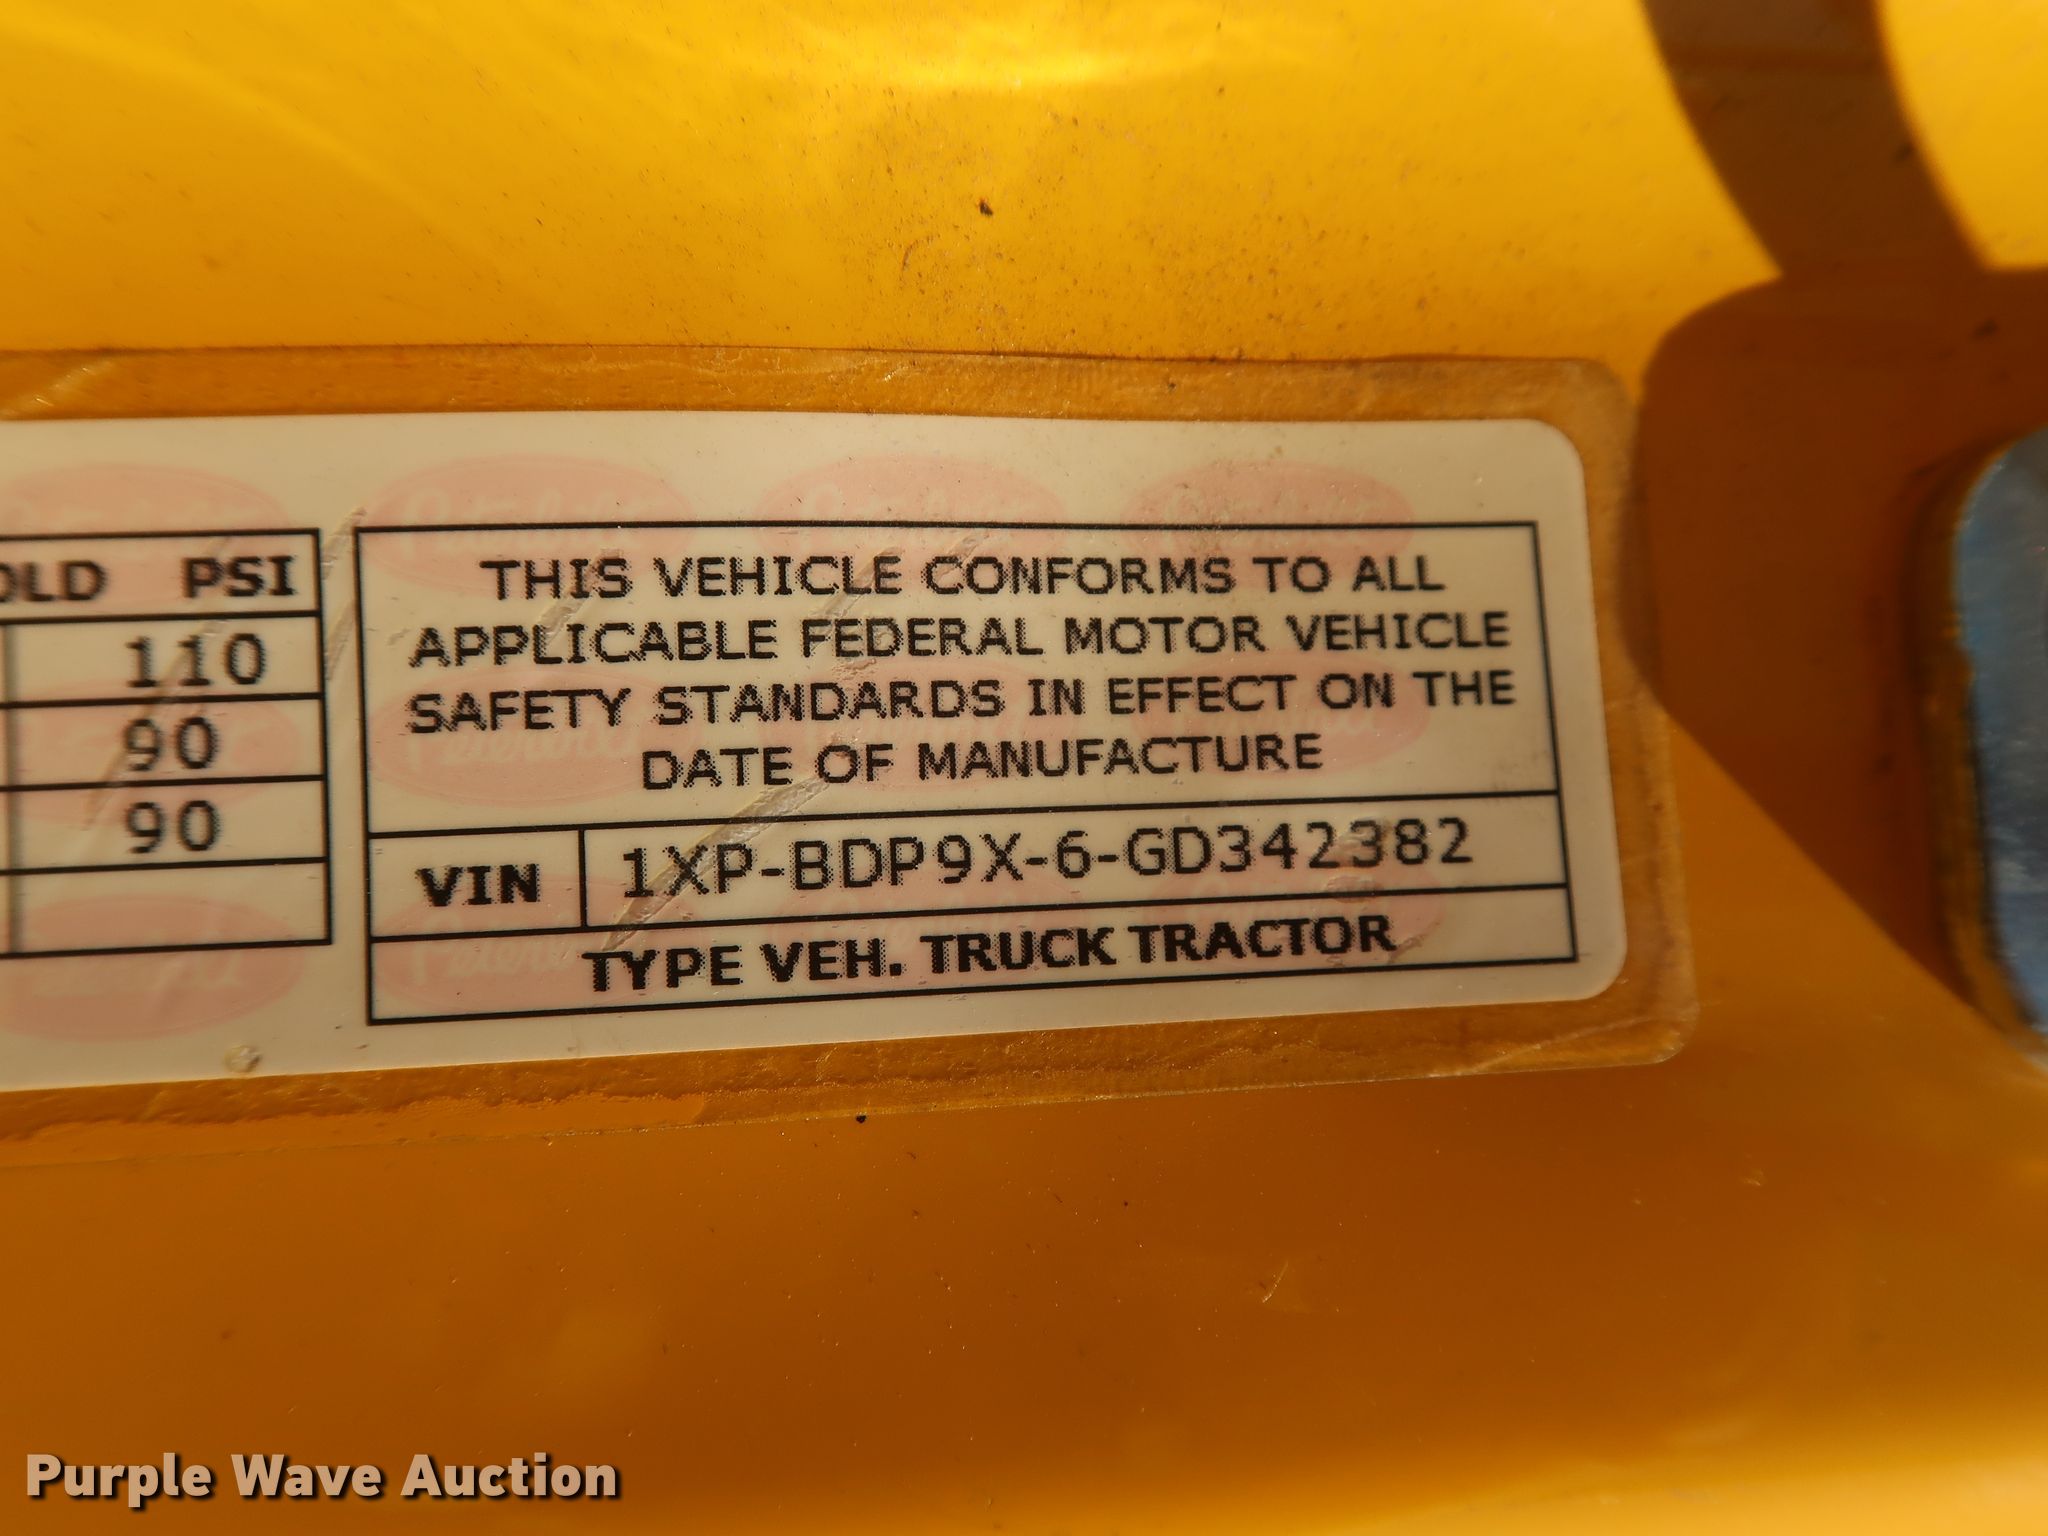 OLD PSI
110
90
90
THIS VEHICLE CONFORMS TO ALL
APPLICABLE FEDERAL MOTOR VEHICLE
SAFETY STANDARDS IN EFFECT ON THE
DATE OF MANUFACTURE
VIN 1XP-BDP9X-6-GD342382
TYPE VEH. TRUCK TRACTOR
Peterbilt
Purple Wave Auction